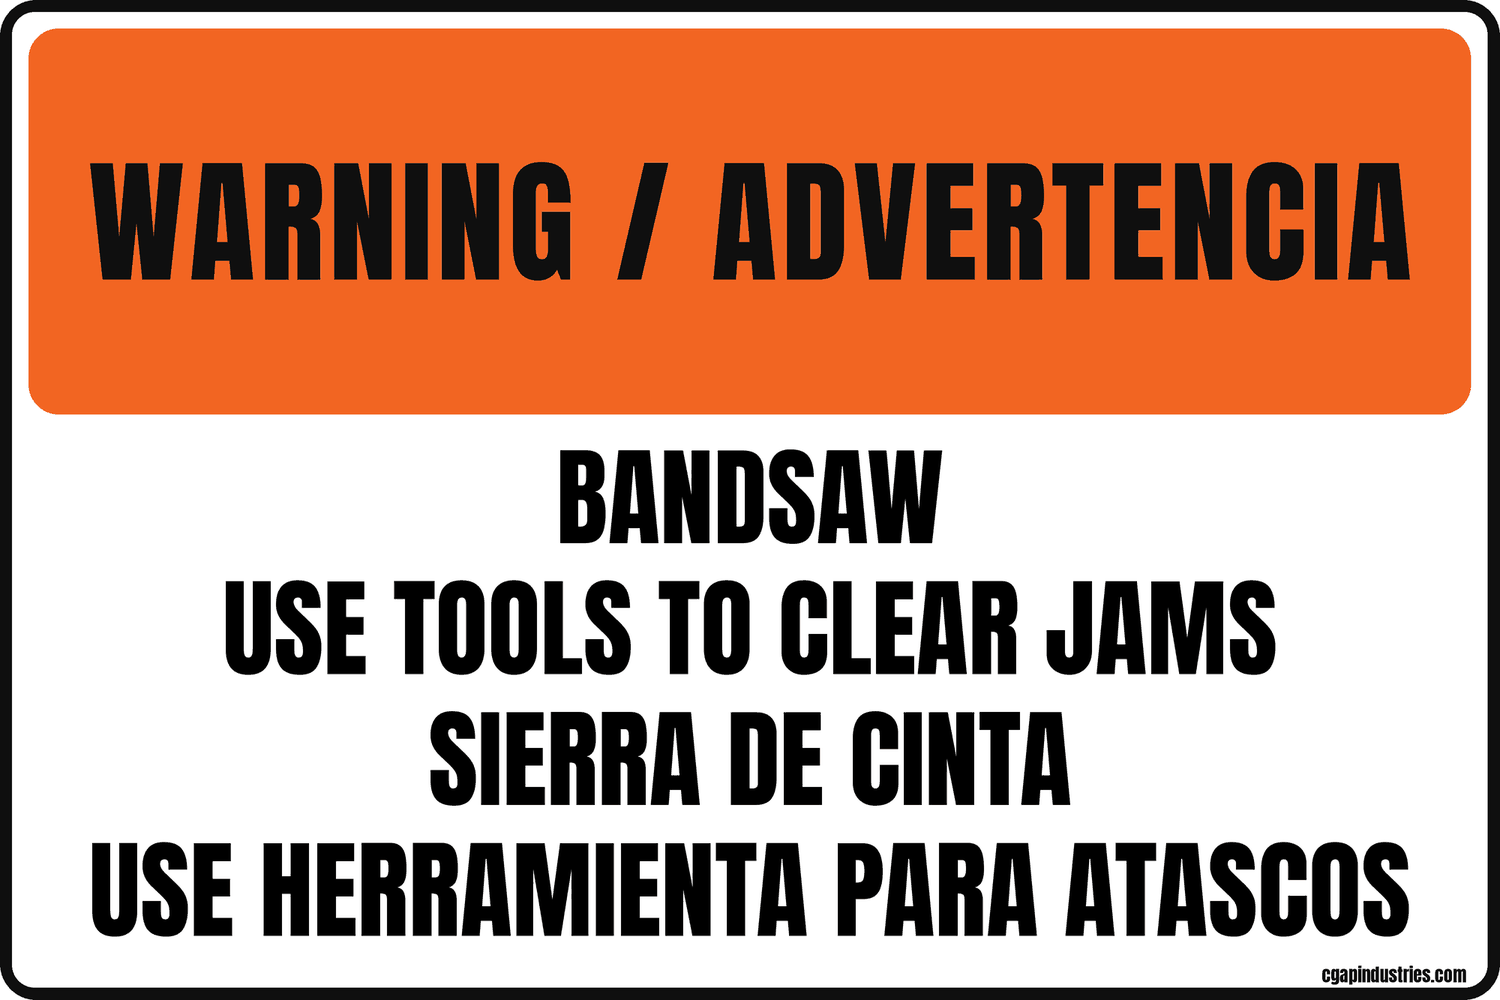 WARNING / ADVERTENCIA
BANDSAW
USE TOOLS TO CLEAR JAMS
SIERRA DE CINTA
USE HERRAMIENTA PARA ATASCOS
cgapindustries.com